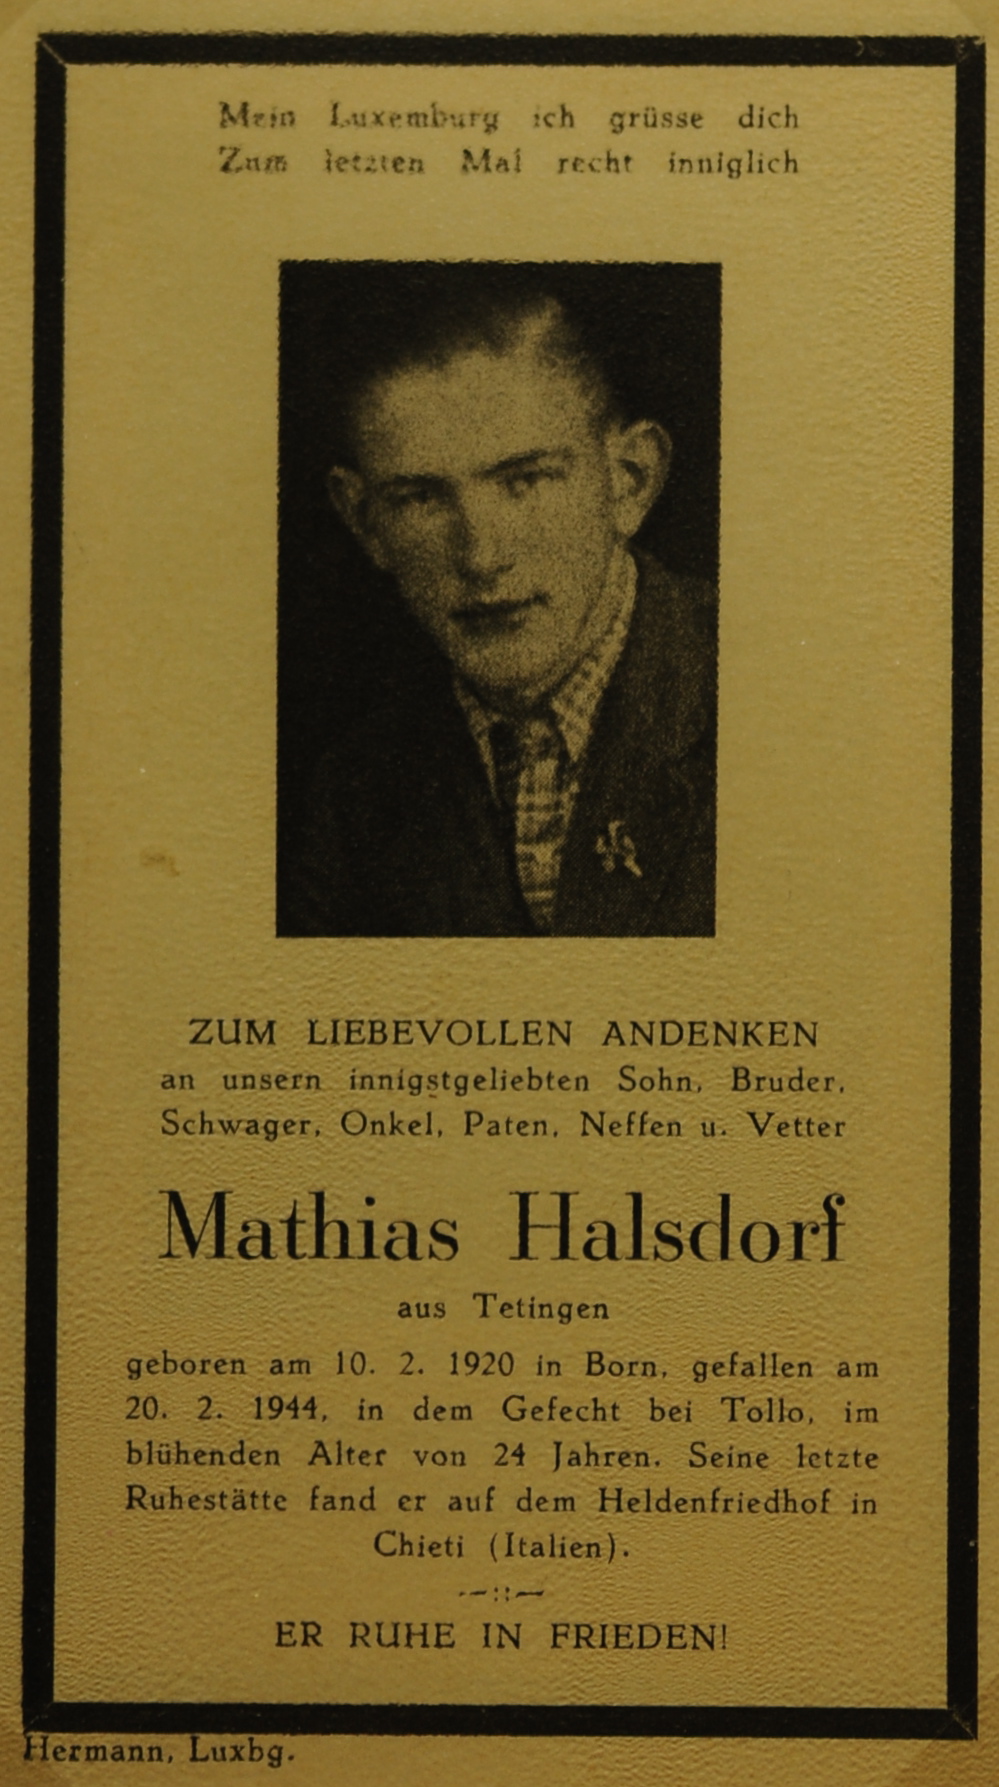 Mein Luxemburg ich grüsse dich
Zum letzten Mal recht inniglich
ZUM LIEBEVOLLEN ANDENKEN
an unsern innigstgeliebten Sohn, Bruder,
Schwager, Onkel, Paten, Neffen u. Vetter
Mathias Halsdorf
aus Tetingen
geboren am 10. 2. 1920 in Born, gefallen am
20. 2. 1944, in dem Gefecht bei Tollo, im
blühenden Alter von 24 Jahren. Seine letzte
Ruhestätte fand er auf dem Heldenfriedhof in
Chieti (Italien).
ER RUHE IN FRIEDEN!
Hermann, Luxbg.